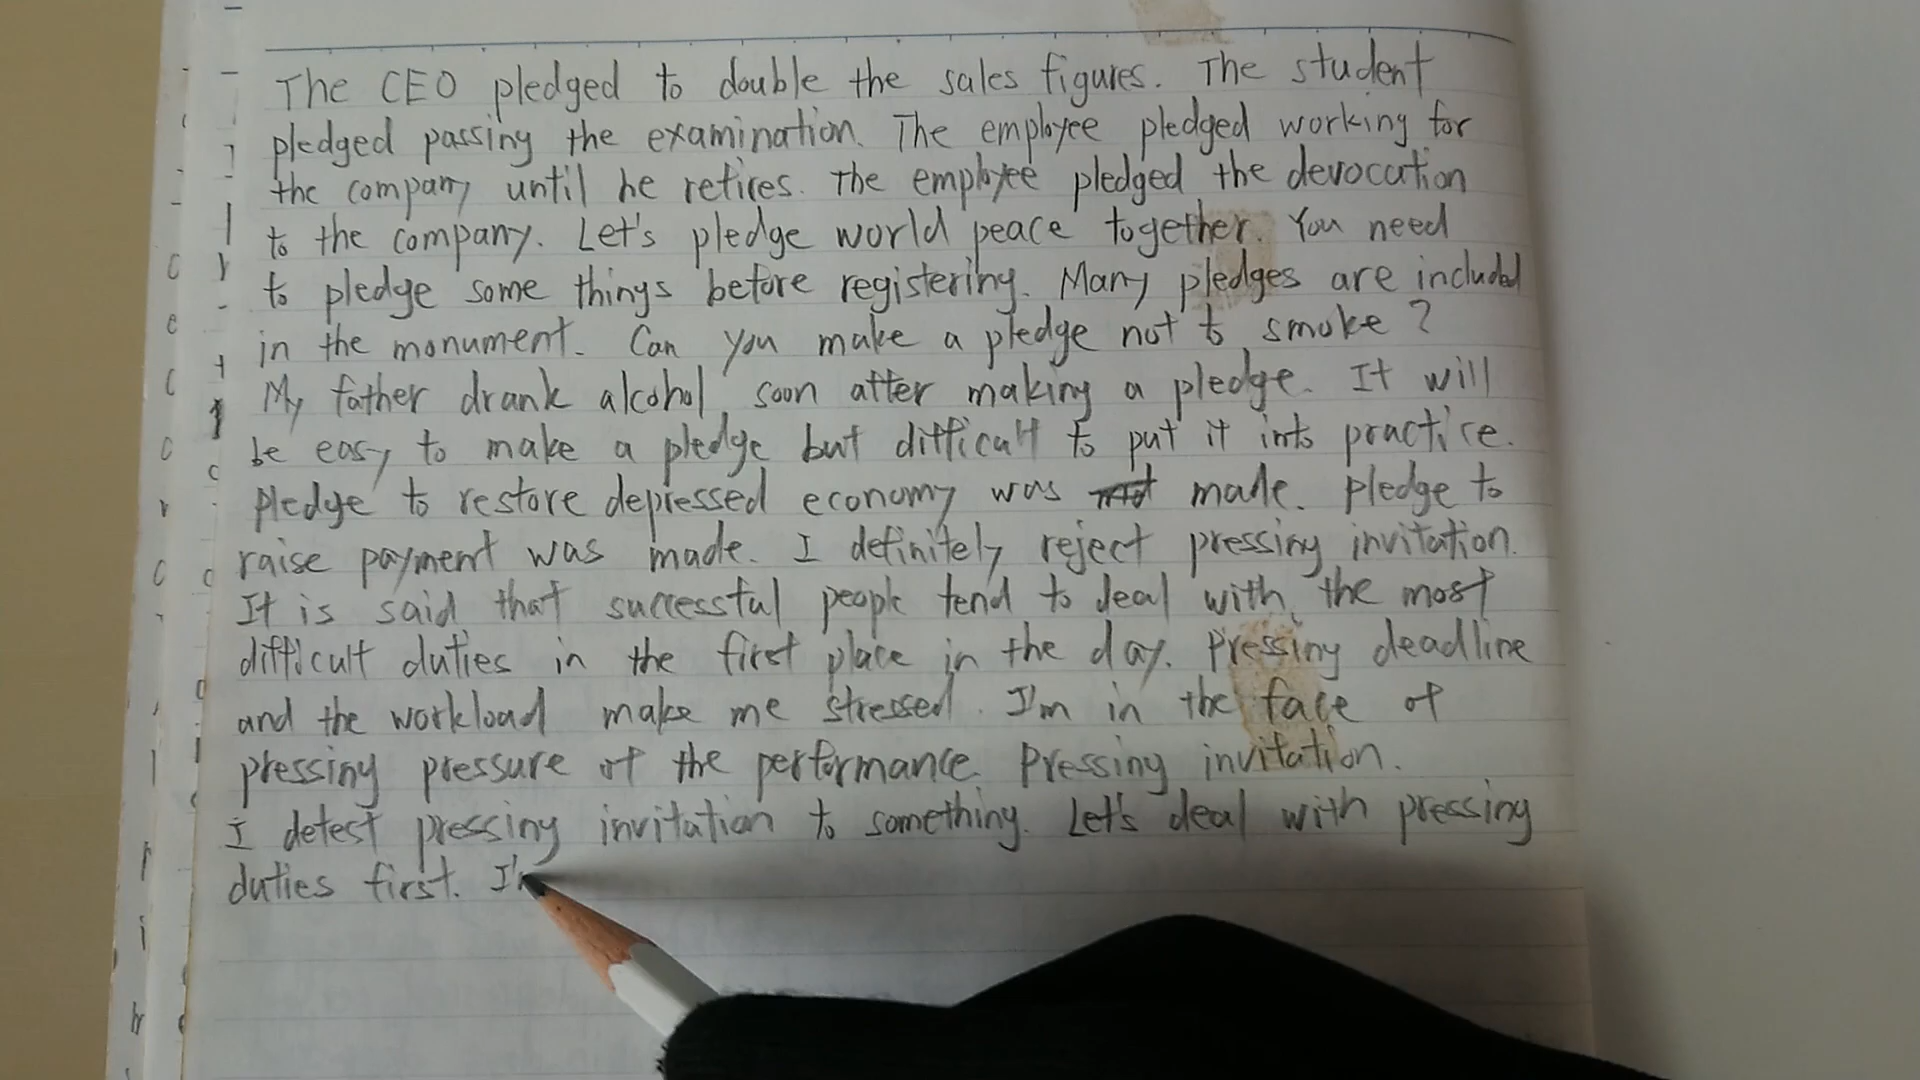 The CEO pledged to double the sales figures. The student
pledged passing the examination. The employee pledged working for
the company until he retires. The employee pledged the devocation
to the company. Let's pledge world peace together. You need
to pledge some things before registering. Many pledges are included
in the monument. Can you make a pledge not to smoke?
My father drank alcohol soon after making a pledge. It will
be easy to make a pledge but difficult to put it into practice.
Pledge to restore depressed economy was made. Pledge to
raise payment was made. I definitely reject pressing invitation.
It is said that successful people tend to deal with the most
difficult duties in the first place in the day. Pressing deadline
and the workload make me stressed. I'm in the face of
pressing pressure of the performance. Pressing invitation.
I detest pressing invitation to something. Let's deal with pressing
duties first.